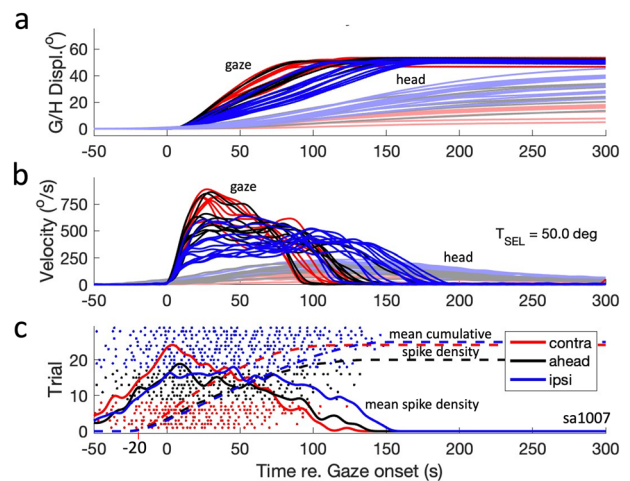 a
G/H Displ.(º)
60
40
20
0
gaze
head
-50 0 50 100 150 200 250 300
b
Velocity (º/s)
750
500
250
0
gaze
T_SEL = 50.0 deg
head
-50 0 50 100 150 200 250 300
c
Trial
20
10
0
mean cumulative
spike density
mean spike density
contra
ahead
ipsi
sa1007
-50 0 50 100 150 200 250 300
-20
Time re. Gaze onset (s)